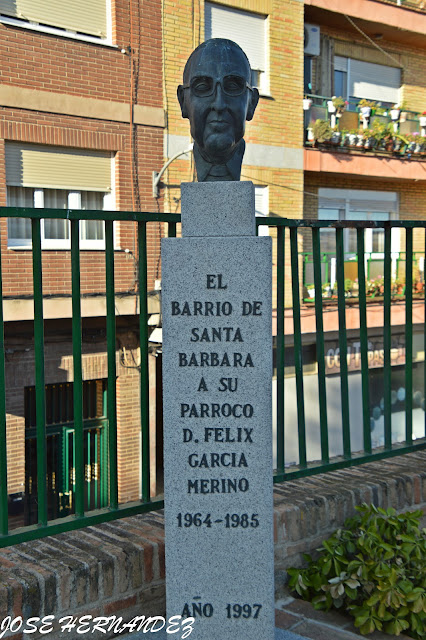 EL
BARRIO DE
SANTA
BARBARA
A SU
PARROCO
D. FELIX
GARCIA
MERINO
1964-1985
AÑO 1997
JOSE HERNANDEZ